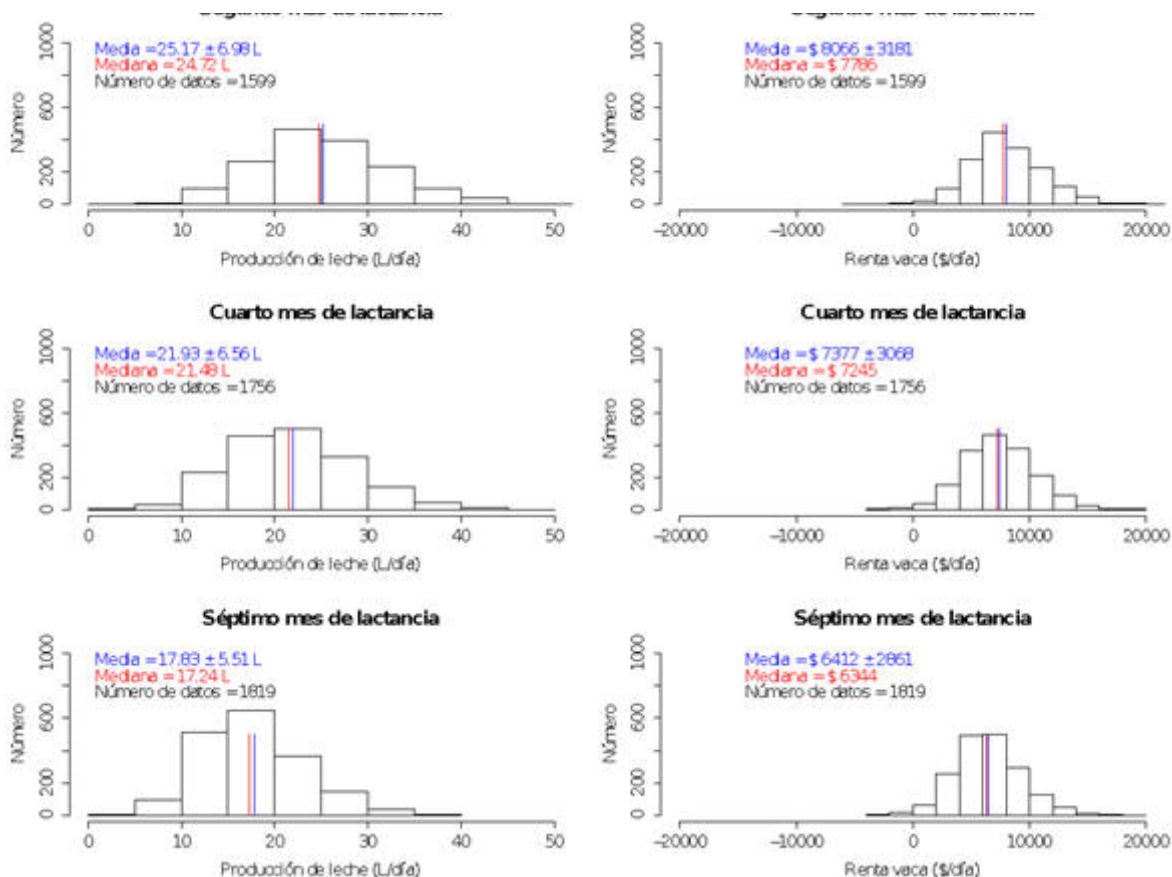 Segundo mes de lactancia
Segundo mes de lactancia
Media =25.17 ±6.98 L
Mediana =24.72 L
Número de datos =1599
Número
1000
600
200
0
0 10 20 30 40 50
Producción de leche (L/día)
Media =$ 8066 ±3181
Mediana =$ 7786
Número de datos =1599
Número
1000
600
200
0
−20000 −10000 0 10000 20000
Renta vaca ($/día)
Cuarto mes de lactancia
Media =21.93 ±6.56 L
Mediana =21.48 L
Número de datos =1756
Número
1000
600
200
0
0 10 20 30 40 50
Producción de leche (L/día)
Cuarto mes de lactancia
Media =$ 7377 ±3068
Mediana =$ 7245
Número de datos =1756
Número
1000
600
200
0
−20000 −10000 0 10000 20000
Renta vaca ($/día)
Séptimo mes de lactancia
Media =17.83 ±5.51 L
Mediana =17.24 L
Número de datos =1819
Número
1000
600
200
0
0 10 20 30 40 50
Producción de leche (L/día)
Séptimo mes de lactancia
Media =$ 6412 ±2861
Mediana =$ 6344
Número de datos =1819
Número
1000
600
200
0
−20000 −10000 0 10000 20000
Renta vaca ($/día)